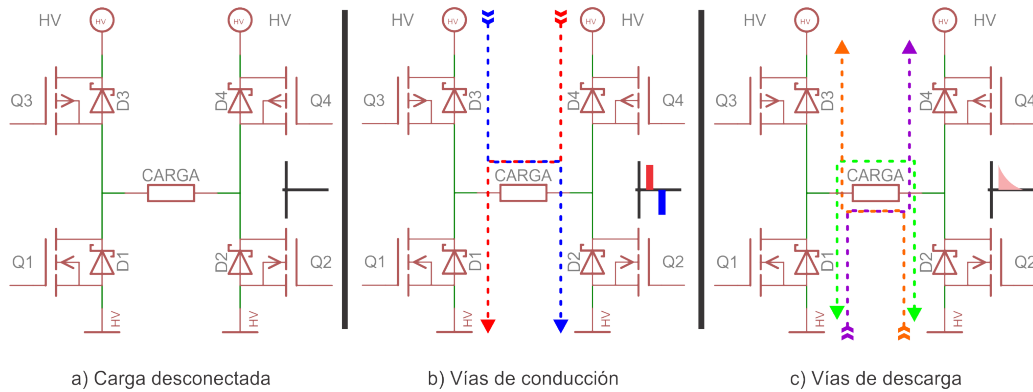 HV HV HV HV
Q3 D3 D4 Q4
CARGA
Q1 D1 D2 Q2
HV HV
a) Carga desconectada
HV HV HV HV
Q3 D3 D4 Q4
CARGA
Q1 D1 D2 Q2
HV HV
b) Vías de conducción
HV HV HV HV
Q3 D3 D4 Q4
CARGA
Q1 D1 D2 Q2
HV HV
c) Vías de descarga